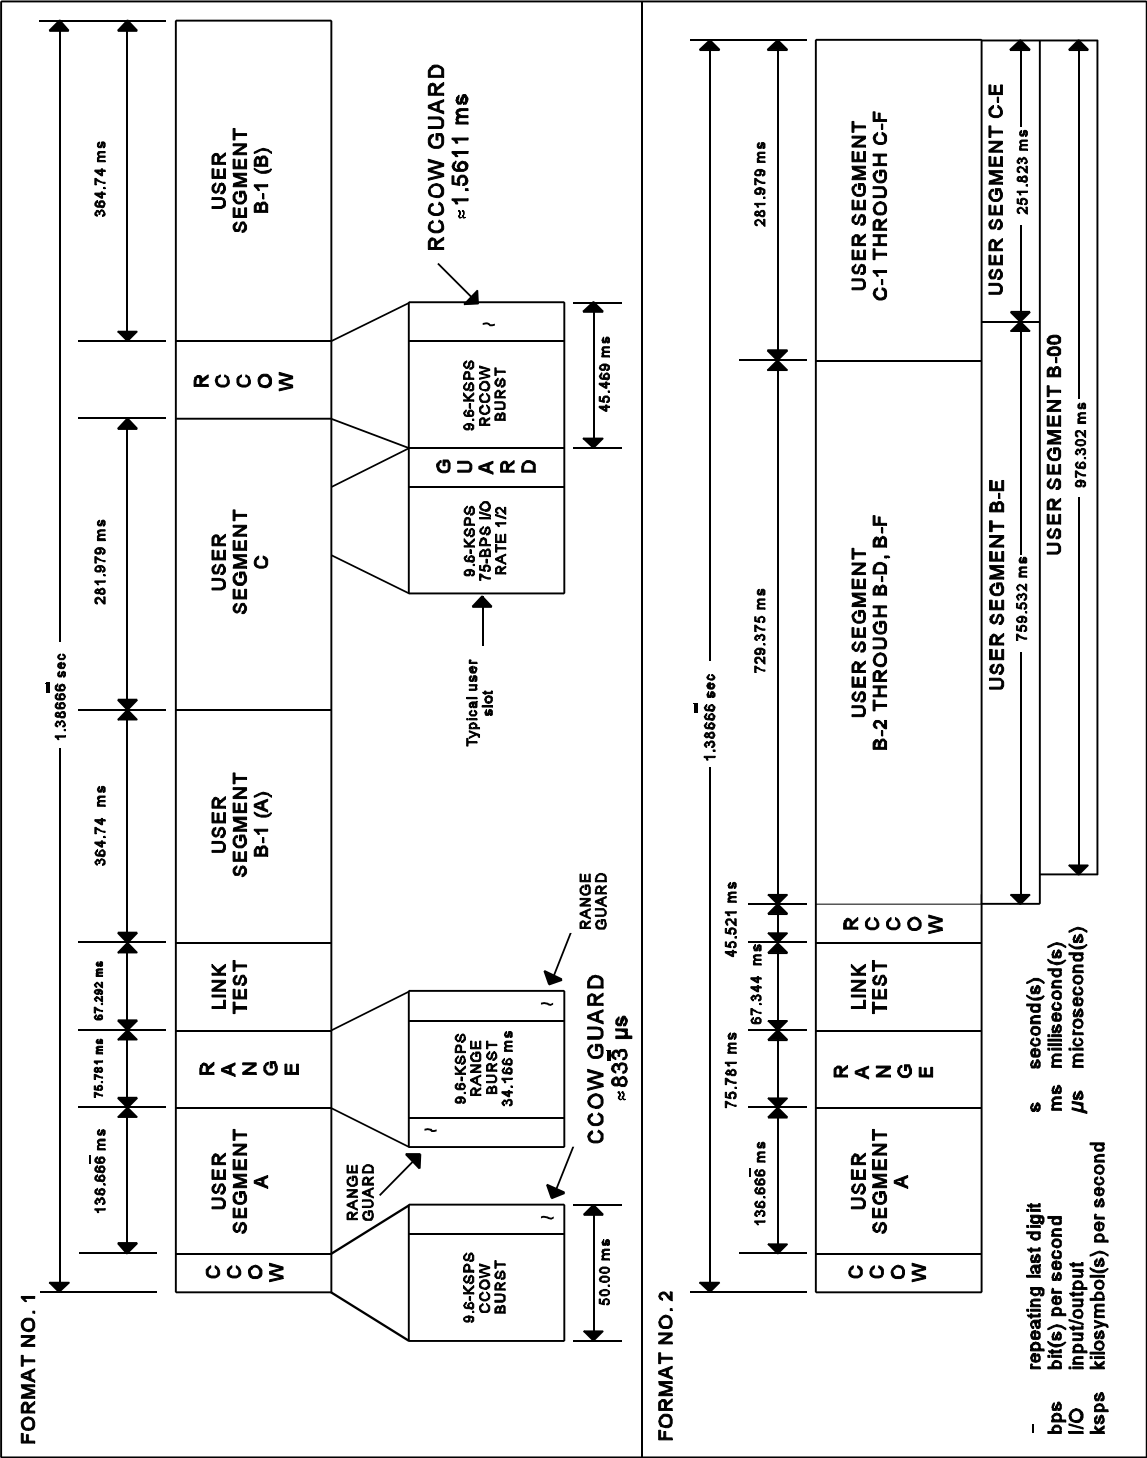 FORMAT NO. 1
1.38666̅ sec
136.666̅ ms
75.781 ms
67.292 ms
364.74 ms
281.979 ms
364.74 ms
C C O W
USER
SEGMENT
A
R A N G E
LINK
TEST
USER
SEGMENT
B-1 (A)
USER
SEGMENT
C
R C C O W
USER
SEGMENT
B-1 (B)
9.6-KSPS
CCOW
BURST
~
50.00 ms
CCOW GUARD
≈833̅ µs
RANGE
GUARD
~
9.6-KSPS
RANGE
BURST
34.166 ms
~
RANGE
GUARD
Typical user
slot
9.6-KSPS
75-BPS I/O
RATE 1/2
G U A R D
9.6-KSPS
RCCOW
BURST
~
45.469 ms
RCCOW GUARD
≈1.5611 ms
FORMAT NO. 2
1.38666̅ sec
136.666̅ ms
75.781 ms
67.344 ms
45.521 ms
729.375 ms
281.979 ms
C C O W
USER
SEGMENT
A
R A N G E
LINK
TEST
R C C O W
USER SEGMENT
B-2 THROUGH B-D, B-F
USER SEGMENT
C-1 THROUGH C-F
USER SEGMENT B-E
759.532 ms
USER SEGMENT C-E
251.823 ms
USER SEGMENT B-00
976.302 ms
– repeating last digit
bps bit(s) per second
I/O input/output
ksps kilosymbol(s) per second
s second(s)
ms millisecond(s)
µs microsecond(s)